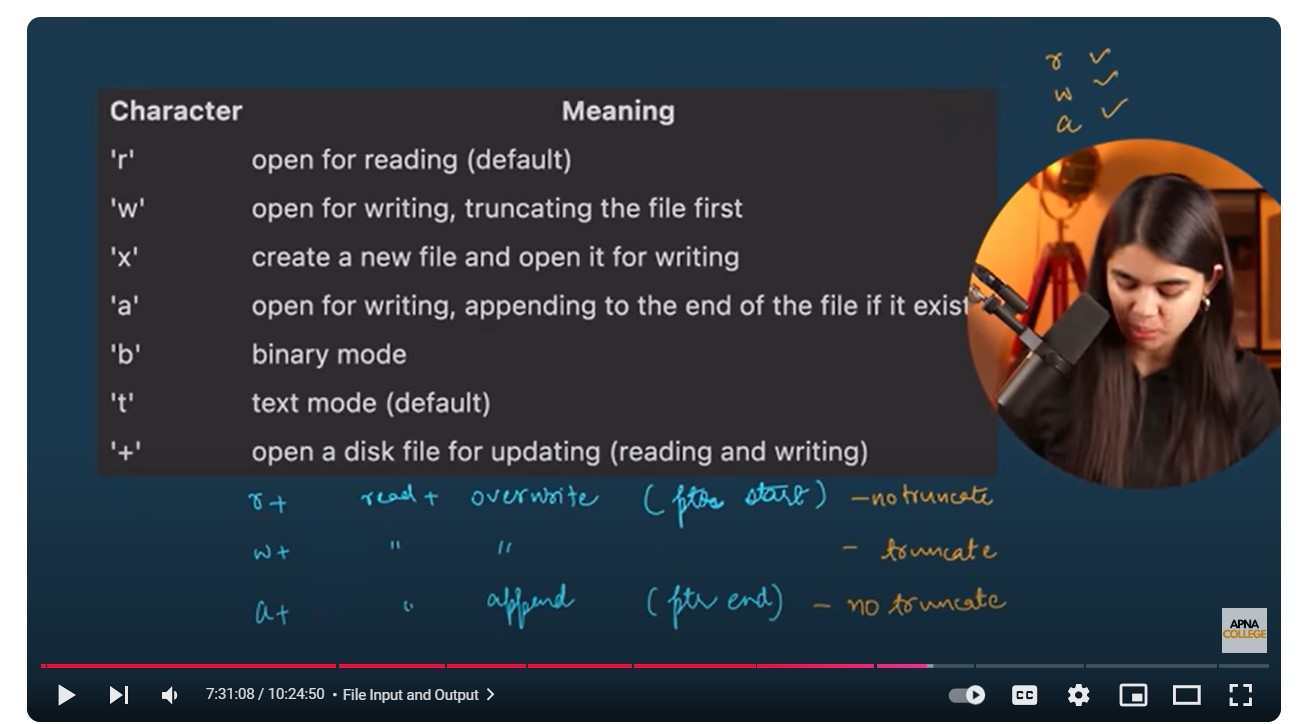 r ✓
w ✓
a ✓
Character Meaning
'r' open for reading (default)
'w' open for writing, truncating the file first
'x' create a new file and open it for writing
'a' open for writing, appending to the end of the file if it exist
'b' binary mode
't' text mode (default)
'+' open a disk file for updating (reading and writing)
r+ read + overwrite (ptr start) - no truncate
w+ " " - truncate
a+ " append (ptr end) - no truncate
APNA
COLLEGE
7:31:08 / 10:24:50 • File Input and Output >
CC